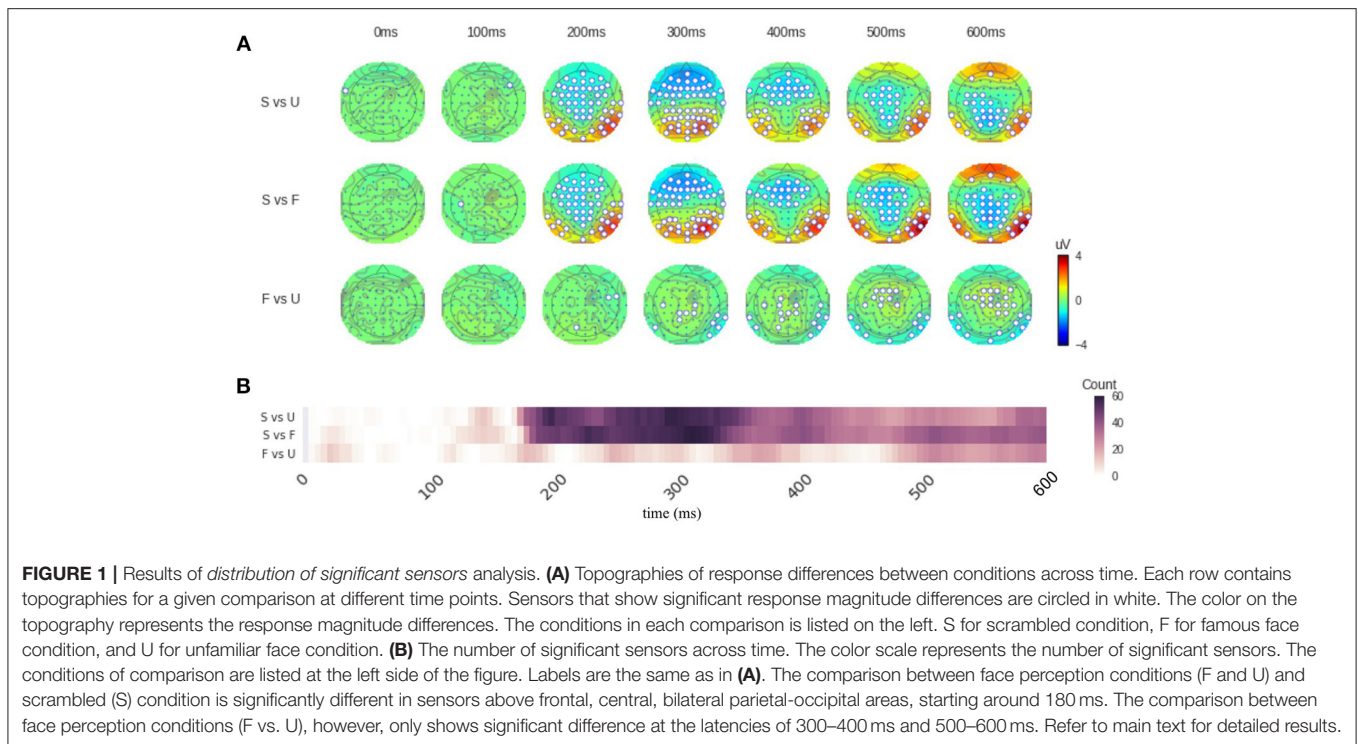 A
0ms 100ms 200ms 300ms 400ms 500ms 600ms
S vs U
S vs F
F vs U
uV
4
0
−4
B
Count
S vs U
S vs F
F vs U
60
40
20
0
0 100 200 300 400 500 600
time (ms)
FIGURE 1 | Results of distribution of significant sensors analysis. (A) Topographies of response differences between conditions across time. Each row contains
topographies for a given comparison at different time points. Sensors that show significant response magnitude differences are circled in white. The color on the
topography represents the response magnitude differences. The conditions in each comparison is listed on the left. S for scrambled condition, F for famous face
condition, and U for unfamiliar face condition. (B) The number of significant sensors across time. The color scale represents the number of significant sensors. The
conditions of comparison are listed at the left side of the figure. Labels are the same as in (A). The comparison between face perception conditions (F and U) and
scrambled (S) condition is significantly different in sensors above frontal, central, bilateral parietal-occipital areas, starting around 180 ms. The comparison between
face perception conditions (F vs. U), however, only shows significant difference at the latencies of 300–400 ms and 500–600 ms. Refer to main text for detailed results.